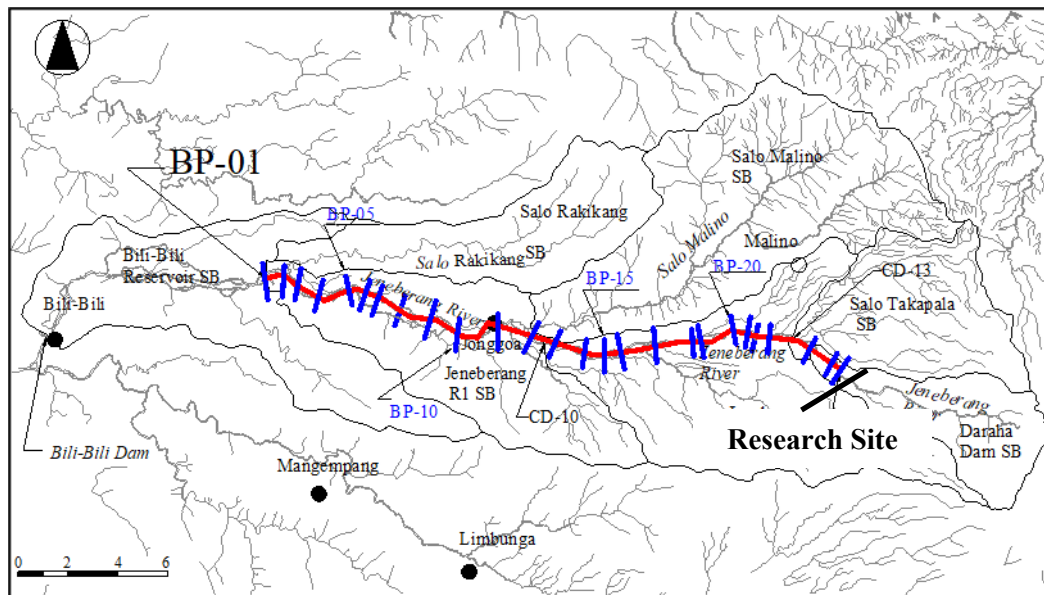 BP-01
BP-05
Salo Rakikang
Salo Malino
SB
Salo Malino
Malino
BP-20
CD-13
Bili-Bili
Reservoir SB
Salo Rakikang SB
BP-15
Jeneberang River
Salo Takapala
SB
Bili-Bili
Jonggoa
Jeneberang
R1 SB
Jeneberang
River
BP-10
CD-10
Jeneberang
Research Site
Daraha
Dam SB
Bili-Bili Dam
Mangempang
Limbunga
0 2 4 6